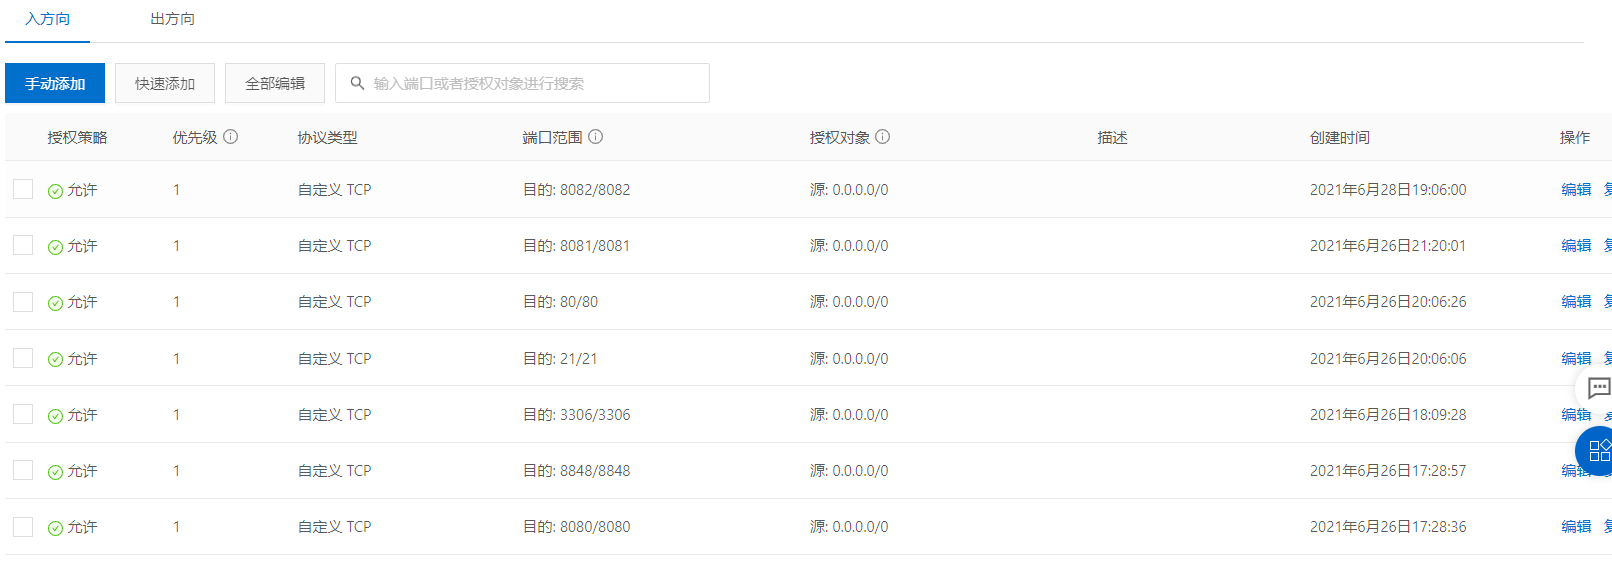 入方向 出方向
手动添加 快速添加 全部编辑 输入端口或者授权对象进行搜索
授权策略 优先级 协议类型 端口范围 授权对象 描述 创建时间 操作
允许 1 自定义 TCP 目的: 8082/8082 源: 0.0.0.0/0 2021年6月28日19:06:00 编辑
允许 1 自定义 TCP 目的: 8081/8081 源: 0.0.0.0/0 2021年6月26日21:20:01 编辑
允许 1 自定义 TCP 目的: 80/80 源: 0.0.0.0/0 2021年6月26日20:06:26 编辑
允许 1 自定义 TCP 目的: 21/21 源: 0.0.0.0/0 2021年6月26日20:06:06 编辑
允许 1 自定义 TCP 目的: 3306/3306 源: 0.0.0.0/0 2021年6月26日18:09:28 编辑
允许 1 自定义 TCP 目的: 8848/8848 源: 0.0.0.0/0 2021年6月26日17:28:57 编辑
允许 1 自定义 TCP 目的: 8080/8080 源: 0.0.0.0/0 2021年6月26日17:28:36 编辑